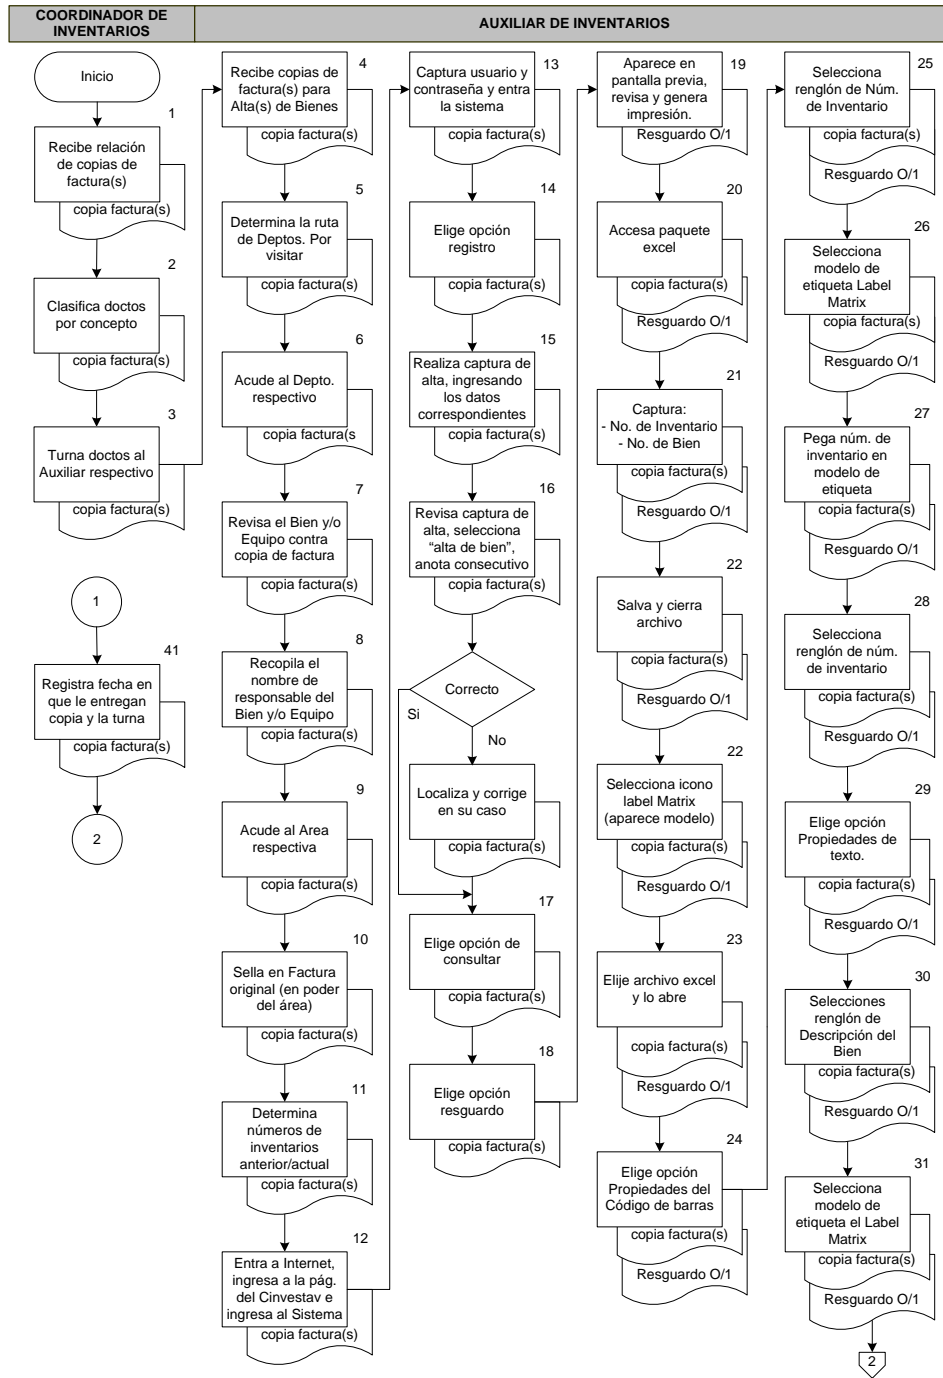 COORDINADOR DE
INVENTARIOS
AUXILIAR DE INVENTARIOS
Inicio
1
Recibe relación
de copias de
factura(s)
copia factura(s)
2
Clasifica doctos
por concepto
copia factura(s)
3
Turna doctos al
Auxiliar respectivo
copia factura(s)
1
41
Registra fecha en
que le entregan
copia y la turna
copia factura(s)
2
4
Recibe copias de
factura(s) para
Alta(s) de Bienes
copia factura(s)
5
Determina la ruta
de Deptos. Por
visitar
copia factura(s)
6
Acude al Depto.
respectivo
copia factura(s
7
Revisa el Bien y/o
Equipo contra
copia de factura
copia factura(s)
8
Recopila el
nombre de
responsable del
Bien y/o Equipo
copia factura(s)
9
Acude al Area
respectiva
copia factura(s)
10
Sella en Factura
original (en poder
del área)
copia factura(s)
11
Determina
números de
inventarios
anterior/actual
copia factura(s)
12
Entra a Internet,
ingresa a la pág.
del Cinvestav e
ingresa al Sistema
copia factura(s)
13
Captura usuario y
contraseña y entra
la sistema
copia factura(s)
14
Elige opción
registro
copia factura(s)
15
Realiza captura de
alta, ingresando
los datos
correspondientes
copia factura(s)
16
Revisa captura de
alta, selecciona
“alta de bien”,
anota consecutivo
copia factura(s)
Correcto
Si
No
Localiza y corrige
en su caso
copia factura(s)
17
Elige opción de
consultar
copia factura(s)
18
Elige opción
resguardo
copia factura(s)
19
Aparece en
pantalla previa,
revisa y genera
impresión.
Resguardo O/1
20
Accesa paquete
excel
copia factura(s)
Resguardo O/1
21
Captura:
- No. de Inventario
- No. de Bien
copia factura(s)
Resguardo O/1
22
Salva y cierra
archivo
copia factura(s)
Resguardo O/1
22
Selecciona icono
label Matrix
(aparece modelo)
copia factura(s)
Resguardo O/1
23
Elije archivo excel
y lo abre
copia factura(s)
Resguardo O/1
24
Elige opción
Propiedades del
Código de barras
copia factura(s)
Resguardo O/1
25
Selecciona
renglón de Núm.
de Inventario
copia factura(s)
Resguardo O/1
26
Selecciona
modelo de
etiqueta Label
Matrix
copia factura(s)
Resguardo O/1
27
Pega núm. de
inventario en
modelo de
etiqueta
copia factura(s)
Resguardo O/1
28
Selecciona
renglón de núm.
de inventario
copia factura(s)
Resguardo O/1
29
Elige opción
Propiedades de
texto.
copia factura(s)
Resguardo O/1
30
Selecciones
renglón de
Descripción del
Bien
copia factura(s)
Resguardo O/1
31
Selecciona
modelo de
etiqueta el Label
Matrix
copia factura(s)
Resguardo O/1
2